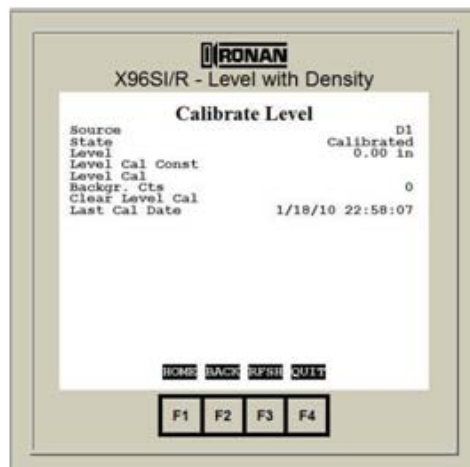 RONAN
X96SI/R - Level with Density
Calibrate Level
Source D1
State Calibrated
Level 0.00 in
Level Cal Const
Level Cal
Backgr. Cts 0
Clear Level Cal
Last Cal Date 1/18/10 22:58:07
HOME BACK RFSH QUIT
F1 F2 F3 F4